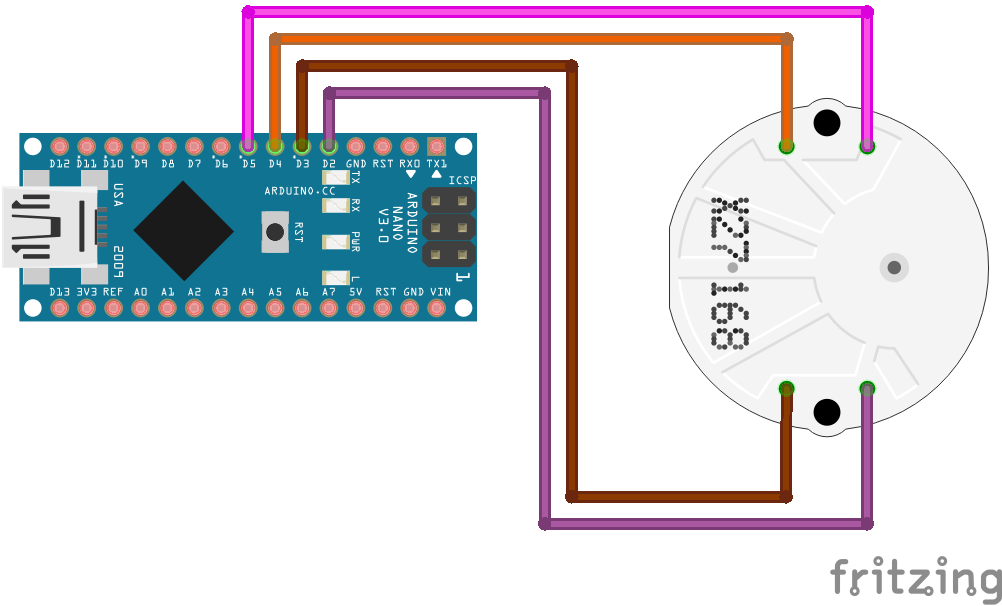 D12 D11 D10 D9 D8 D7 D6 D5 D4 D3 D2 GND RST RX0 TX1
USA
2009
ARDUINO.CC
RST
TX
RX
PWR
L
ICSP
ARDUINO
NANO
V3.0
1
D13 3V3 REF A0 A1 A2 A3 A4 A5 A6 A7 5V RST GND VIN
X27 168
fritzing